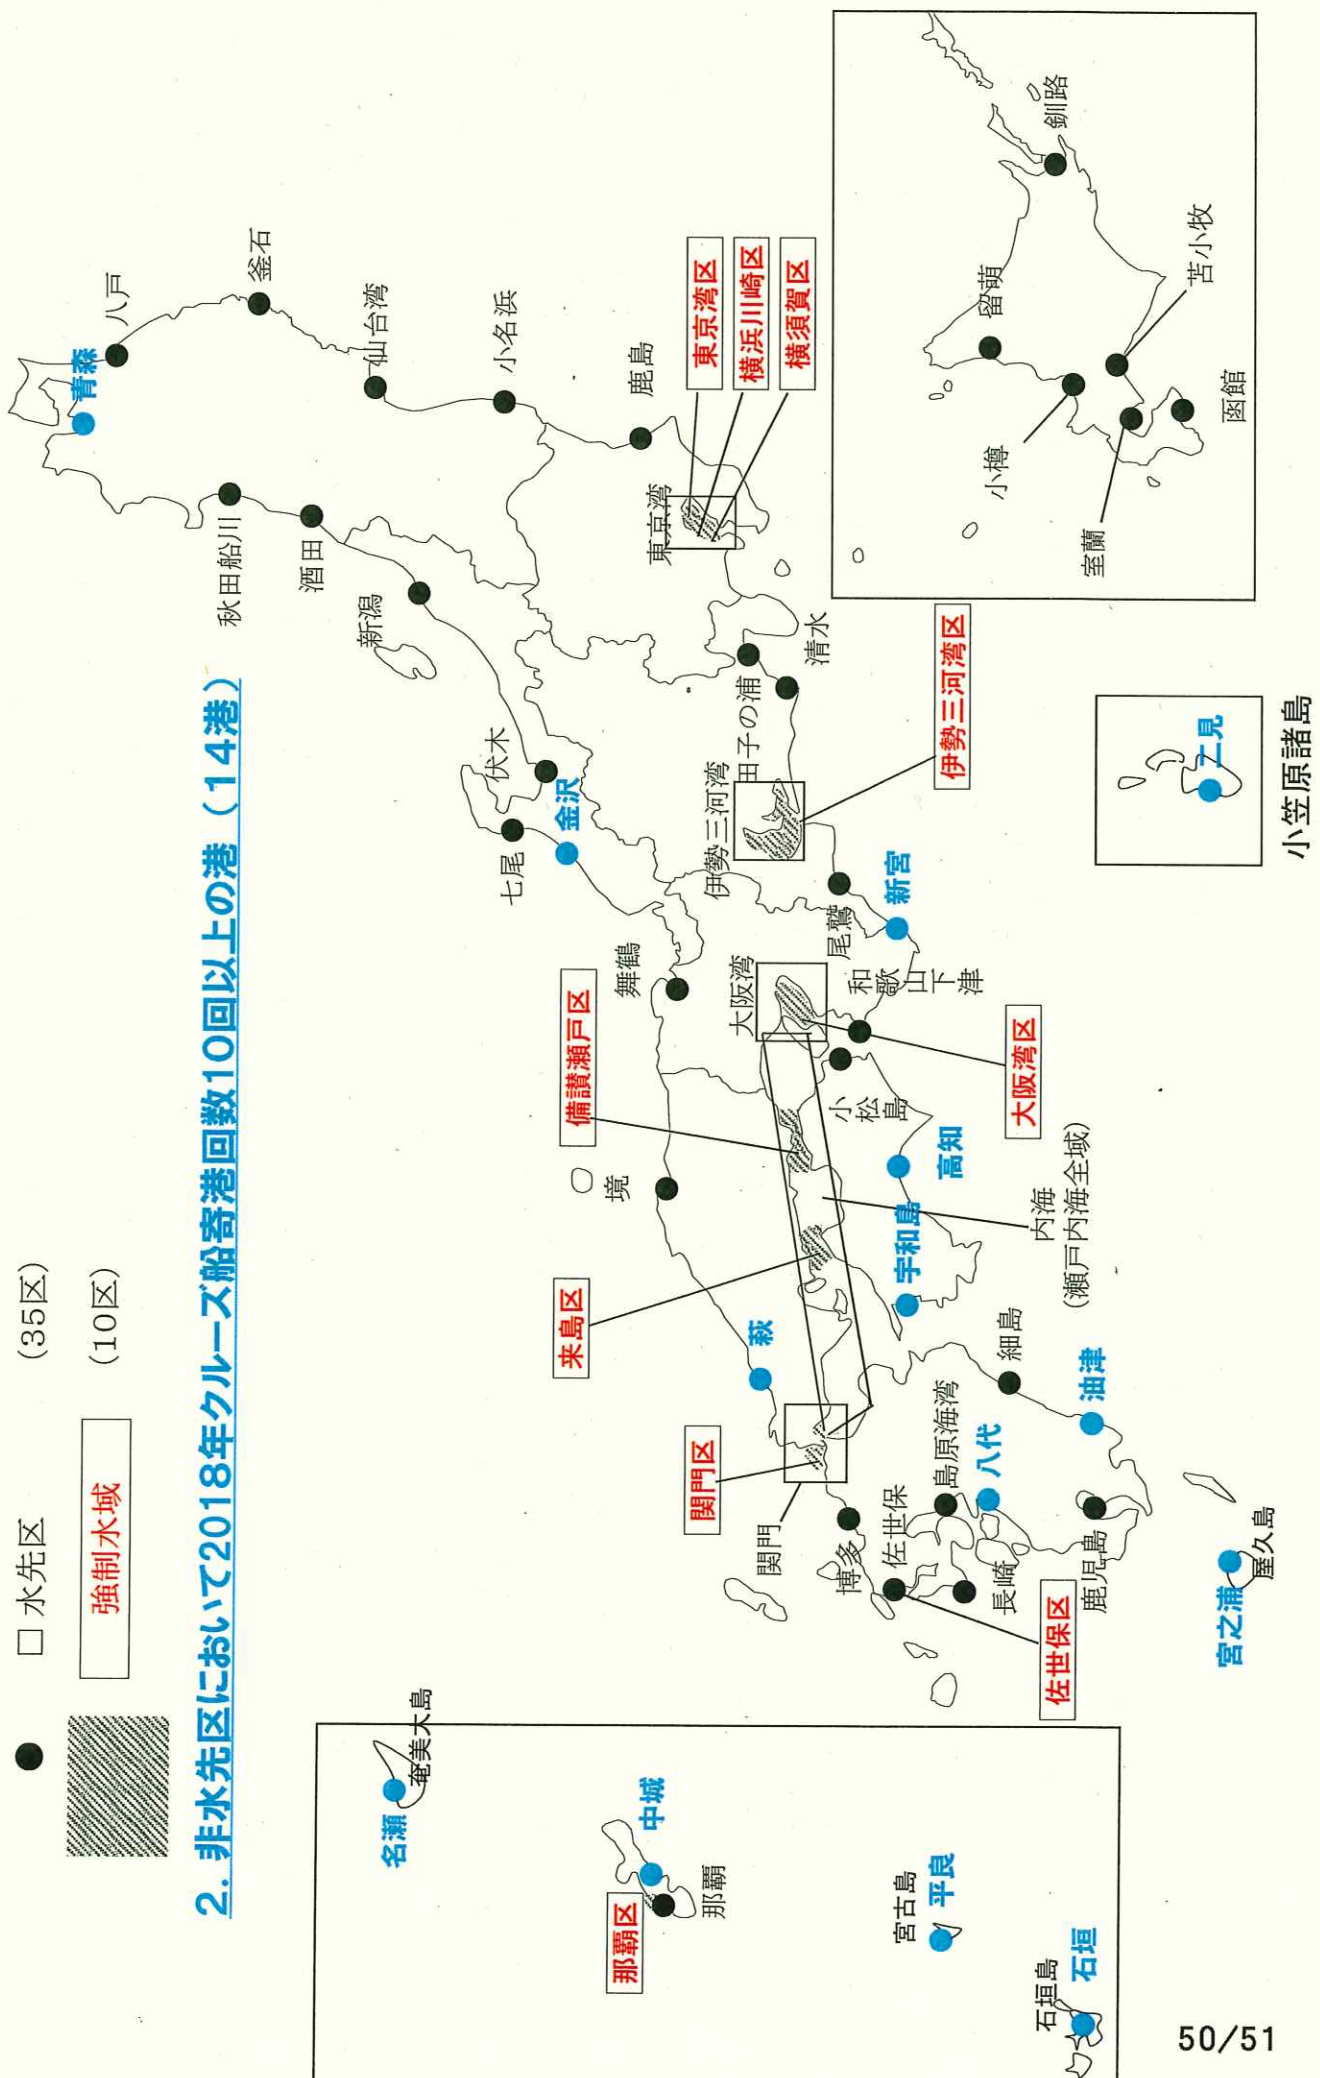 ● □ 水先区 (35区)
強制水域 (10区)
2. 非水先区において2018年クルーズ船寄港回数10回以上の港（14港）
青森
八戸
釜石
仙台湾
小名浜
鹿島
秋田船川
酒田
新潟
東京湾
東京湾区
横浜川崎区
横須賀区
伏木
七尾
金沢
清水
田子の浦
伊勢三河湾
伊勢三河湾区
舞鶴
尾鷲
新宮
大阪湾
和歌山下津
大阪湾区
備讃瀬戸区
小松島
境
高知
宇和島
内海
(瀬戸内海全域)
来島区
萩
関門区
関門
細島
油津
島原海湾
八代
博多
佐世保
長崎
鹿児島
佐世保区
宮之浦
屋久島
名瀬
奄美大島
中城
那覇区
那覇
宮古島
平良
石垣島
石垣
釧路
留萌
苫小牧
小樽
室蘭
函館
二見
小笠原諸島
50/51